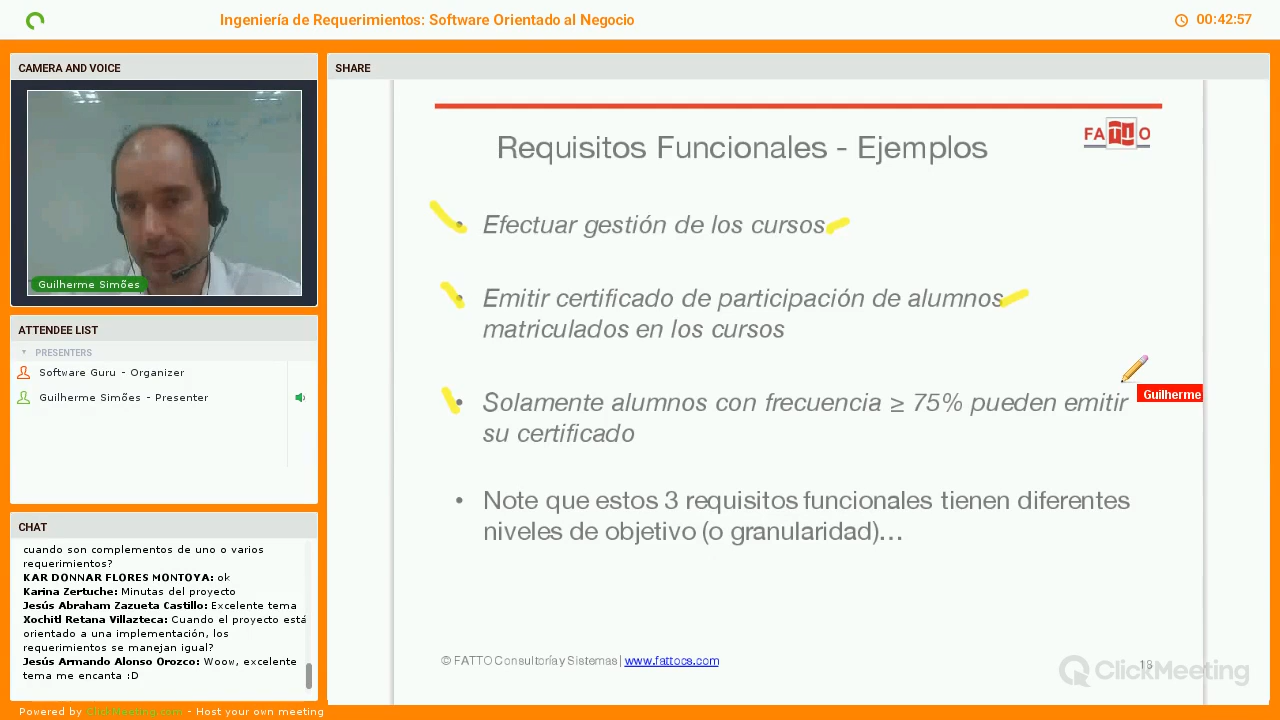 Ingeniería de Requerimientos: Software Orientado al Negocio
00:42:57
CAMERA AND VOICE
Guilherme Simões
ATTENDEE LIST
PRESENTERS
Software Guru - Organizer
Guilherme Simões - Presenter
CHAT
cuando son complementos de uno o varios
requerimientos?
KAR DONNAR FLORES MONTOYA: ok
Karina Zertuche: Minutas del proyecto
Jesús Abraham Zazueta Castillo: Excelente tema
Xochitl Retana Villazteca: Cuando el proyecto está
orientado a una implementación, los
requerimientos se manejan igual?
Jesús Armando Alonso Orozco: Woow, excelente
tema me encanta :D
Powered by ClickMeeting.com - Host your own meeting
SHARE
FATTO
Requisitos Funcionales - Ejemplos
• Efectuar gestión de los cursos
• Emitir certificado de participación de alumnos
matriculados en los cursos
• Solamente alumnos con frecuencia ≥ 75% pueden emitir
su certificado
Guilherme
• Note que estos 3 requisitos funcionales tienen diferentes
niveles de objetivo (o granularidad)...
© FATTO Consultoría y Sistemas | www.fattocs.com
18
ClickMeeting